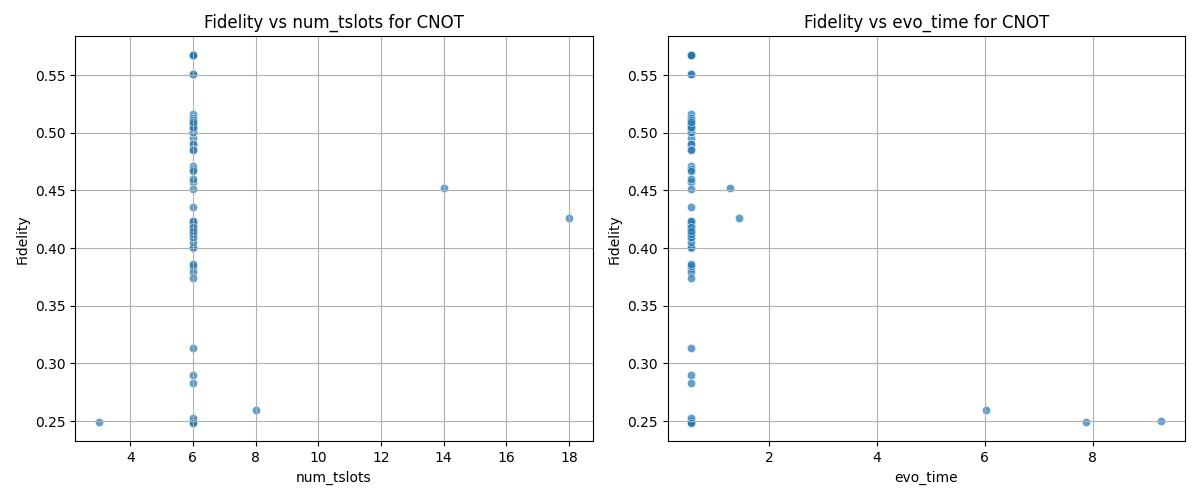 Fidelity vs num_tslots for CNOT
Fidelity
0.55
0.50
0.45
0.40
0.35
0.30
0.25
4 6 8 10 12 14 16 18
num_tslots
Fidelity vs evo_time for CNOT
Fidelity
0.55
0.50
0.45
0.40
0.35
0.30
0.25
2 4 6 8
evo_time